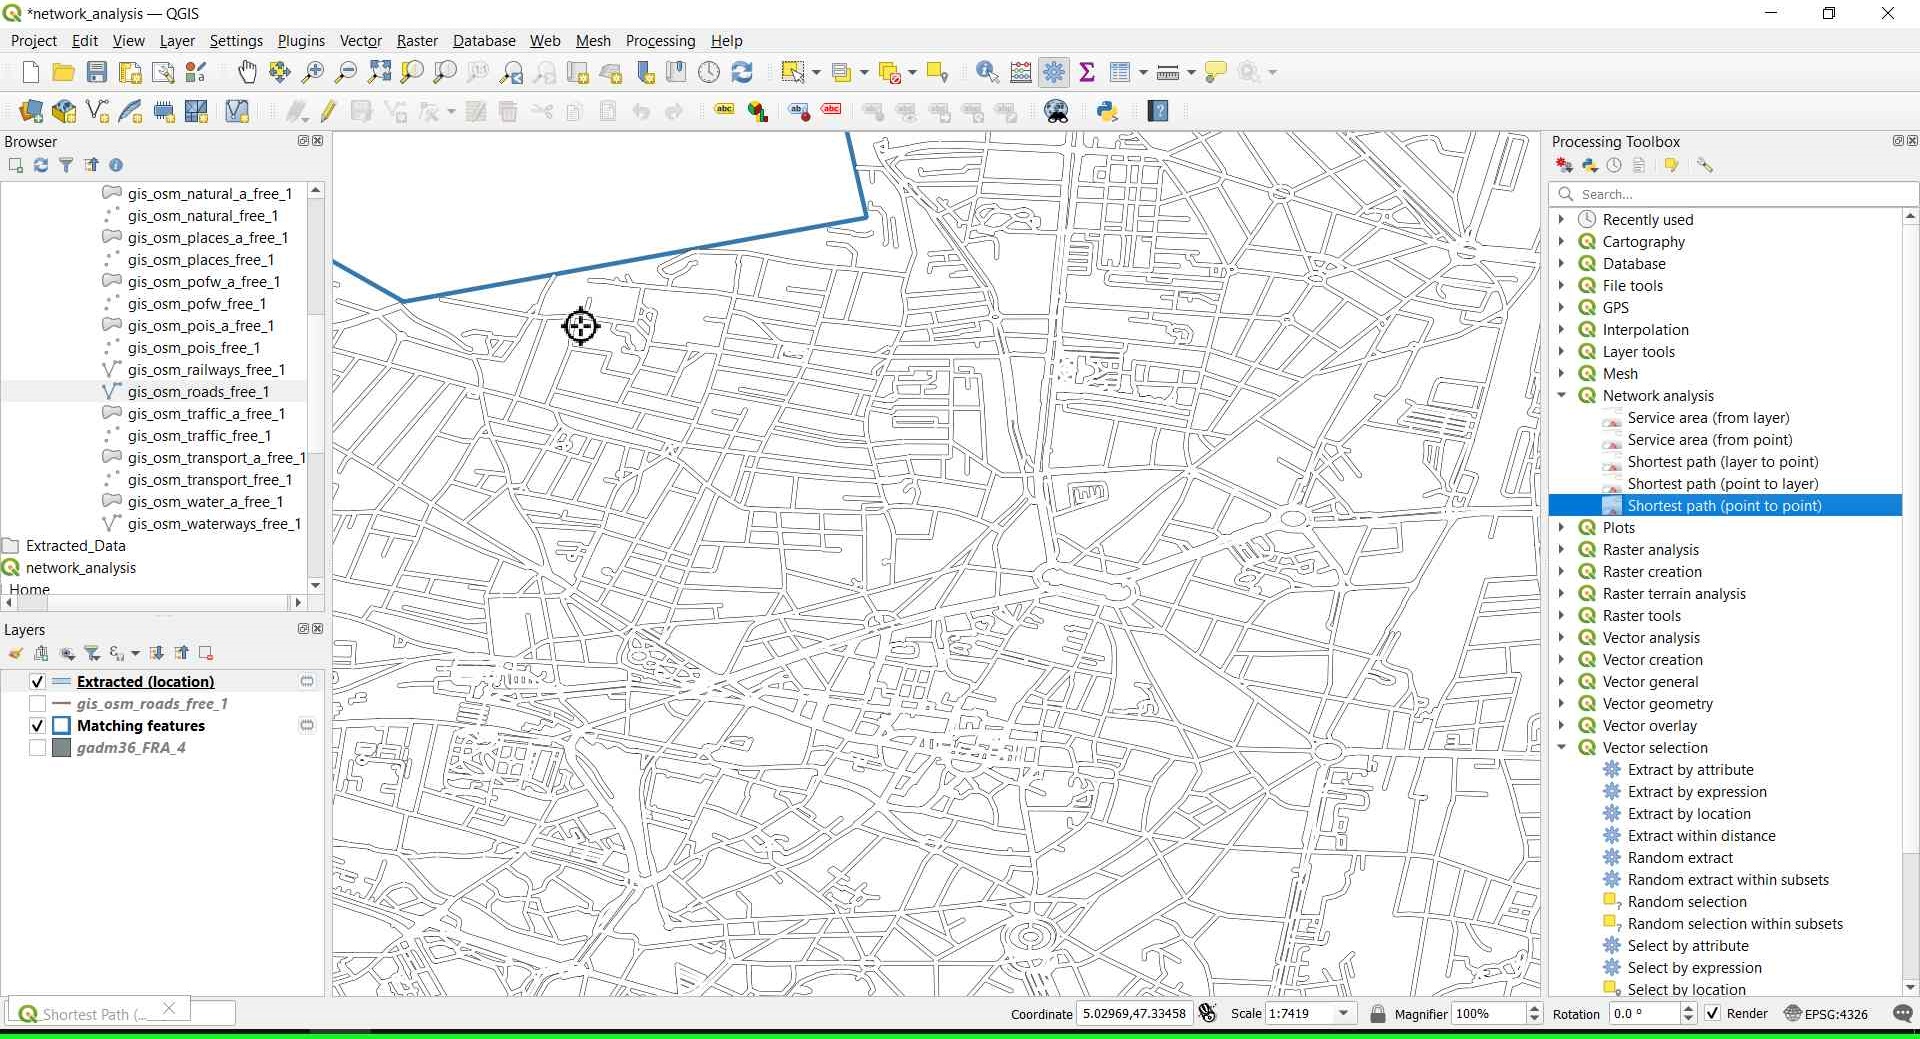 *network_analysis — QGIS
Project Edit View Layer Settings Plugins Vector Raster Database Web Mesh Processing Help
Browser
gis_osm_natural_a_free_1
gis_osm_natural_free_1
gis_osm_places_a_free_1
gis_osm_places_free_1
gis_osm_pofw_a_free_1
gis_osm_pofw_free_1
gis_osm_pois_a_free_1
gis_osm_pois_free_1
gis_osm_railways_free_1
gis_osm_roads_free_1
gis_osm_traffic_a_free_1
gis_osm_traffic_free_1
gis_osm_transport_a_free_1
gis_osm_transport_free_1
gis_osm_water_a_free_1
gis_osm_waterways_free_1
Extracted_Data
network_analysis
Home
Layers
Extracted (location)
gis_osm_roads_free_1
Matching features
gadm36_FRA_4
Processing Toolbox
Search...
Recently used
Cartography
Database
File tools
GPS
Interpolation
Layer tools
Mesh
Network analysis
Service area (from layer)
Service area (from point)
Shortest path (layer to point)
Shortest path (point to layer)
Shortest path (point to point)
Plots
Raster analysis
Raster creation
Raster terrain analysis
Raster tools
Vector analysis
Vector creation
Vector general
Vector geometry
Vector overlay
Vector selection
Extract by attribute
Extract by expression
Extract by location
Extract within distance
Random extract
Random extract within subsets
Random selection
Random selection within subsets
Select by attribute
Select by expression
Select by location
Shortest Path (...
Coordinate 5.02969,47.33458 Scale 1:7419 Magnifier 100% Rotation 0.0 ° Render EPSG:4326